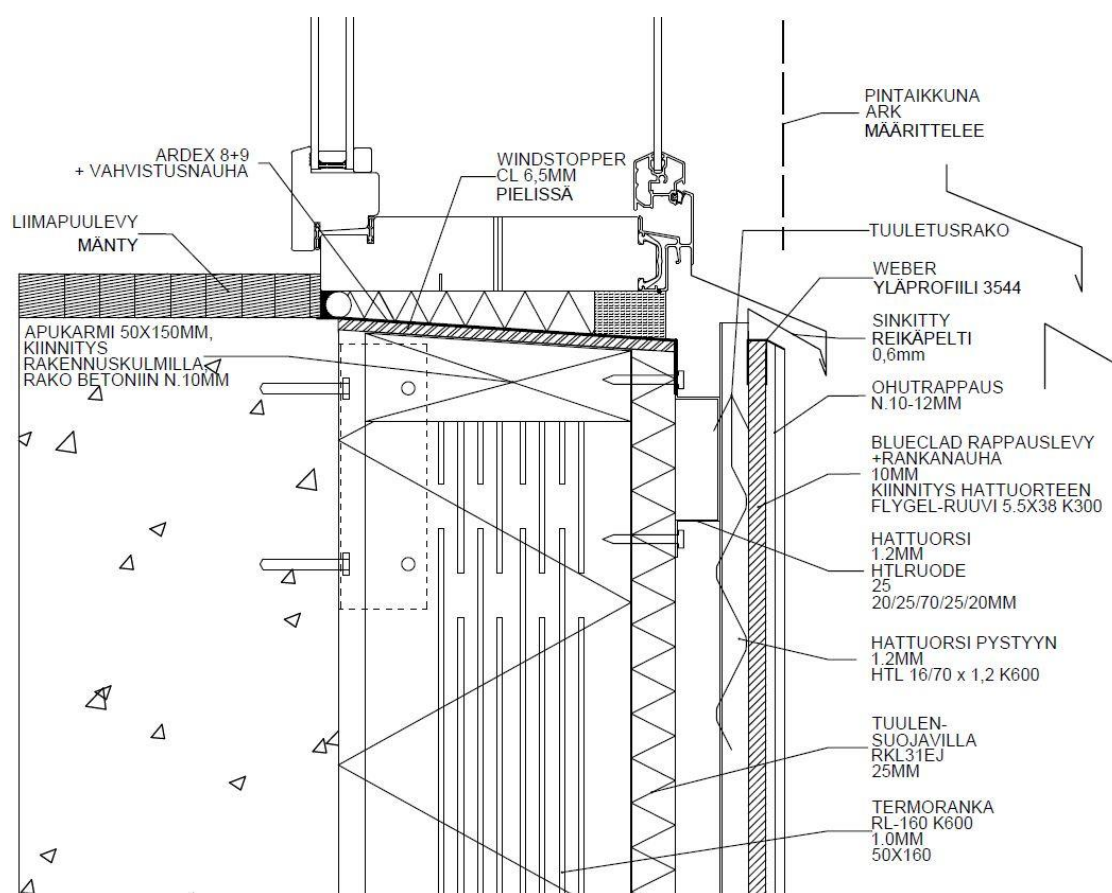 ARDEX 8+9
+ VAHVISTUSNAUHA
WINDSTOPPER
CL 6,5MM
PIELISSÄ
LIIMAPUULEVY
MÄNTY
APUKARMI 50X150MM,
KIINNITYS
RAKENNUSKULMILLA
RAKO BETONIIN N.10MM
PINTAIKKUNA
ARK
MÄÄRITTELEE
TUULETUSRAKO
WEBER
YLÄPROFIILI 3544
SINKITTY
REIKÄPELTI
0,6mm
OHUTRAPPAUS
N.10-12MM
BLUECLAD RAPPAUSLEVY
+RANKANAUHA
10MM
KIINNITYS HATTUORTEEN
FLYGEL-RUUVI 5.5X38 K300
HATTUORSI
1.2MM
HTLRUODE
25
20/25/70/25/20MM
HATTUORSI PYSTYYN
1.2MM
HTL 16/70 x 1,2 K600
TUULEN-
SUOJAVILLA
RKL31EJ
25MM
TERMORANKA
RL-160 K600
1.0MM
50X160